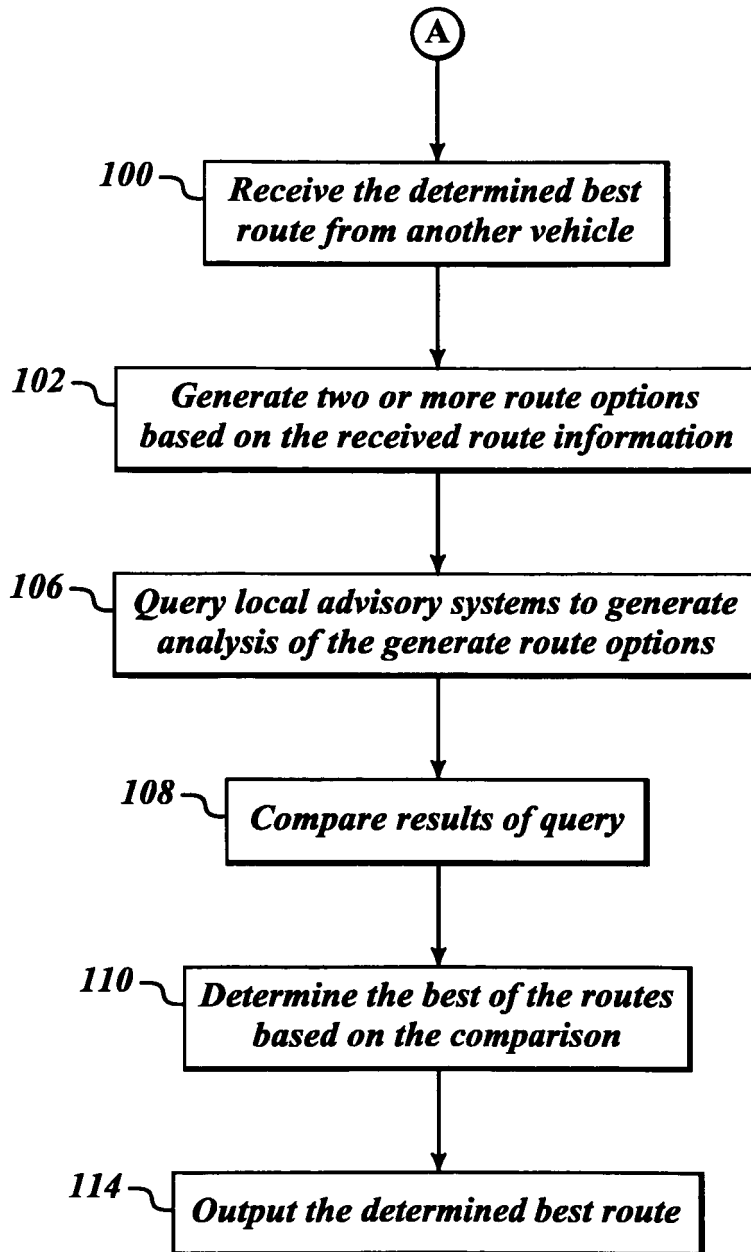 A
100
Receive the determined best
route from another vehicle
102
Generate two or more route options
based on the received route information
106
Query local advisory systems to generate
analysis of the generate route options
108
Compare results of query
110
Determine the best of the routes
based on the comparison
114
Output the determined best route